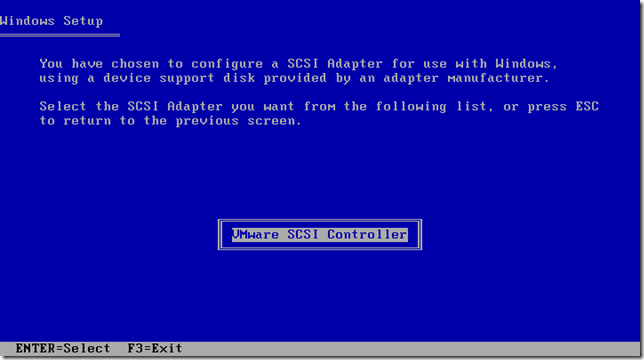 Windows Setup
You have chosen to configure a SCSI Adapter for use with Windows,
using a device support disk provided by an adapter manufacturer.
Select the SCSI Adapter you want from the following list, or press ESC
to return to the previous screen.
VMware SCSI Controller
ENTER=Select F3=Exit